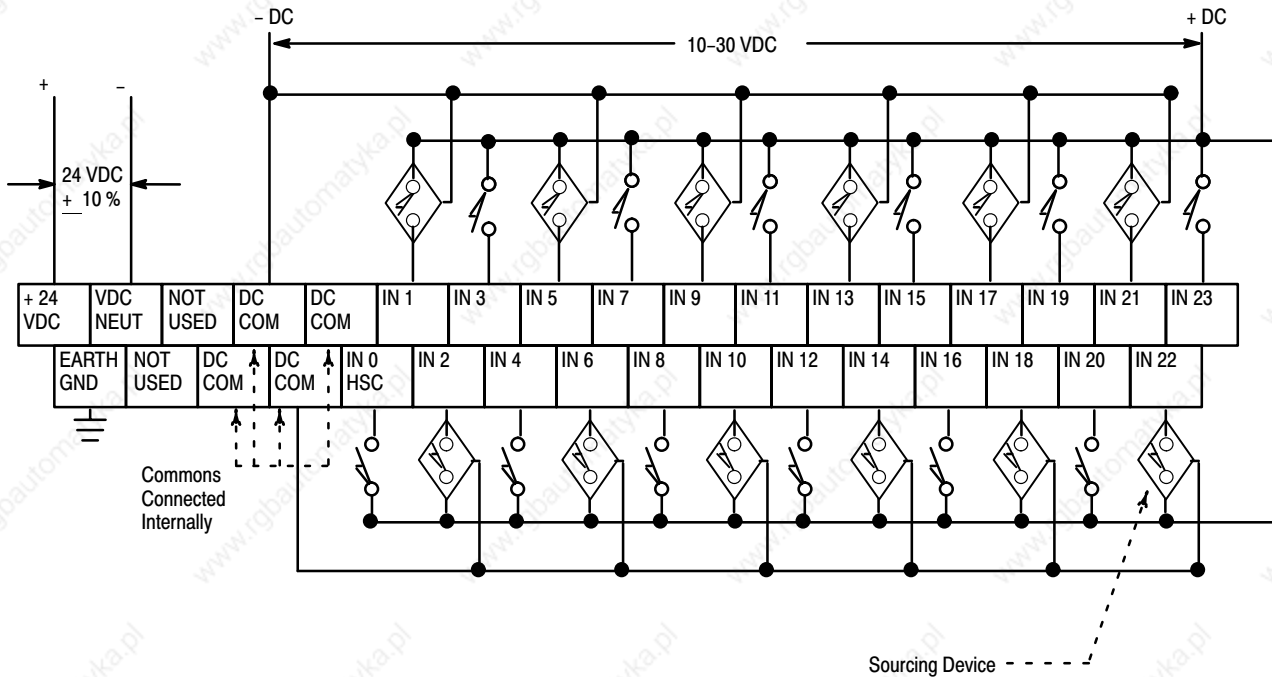 – DC
+ DC
10–30 VDC
+
–
24 VDC
+ 10 %
+ 24
VDC
VDC
NEUT
NOT
USED
DC
COM
DC
COM
IN 1
IN 3
IN 5
IN 7
IN 9
IN 11
IN 13
IN 15
IN 17
IN 19
IN 21
IN 23
EARTH
GND
NOT
USED
DC
COM
DC
COM
IN 0
HSC
IN 2
IN 4
IN 6
IN 8
IN 10
IN 12
IN 14
IN 16
IN 18
IN 20
IN 22
Commons
Connected
Internally
Sourcing Device
www.rgbautomatyka.pl